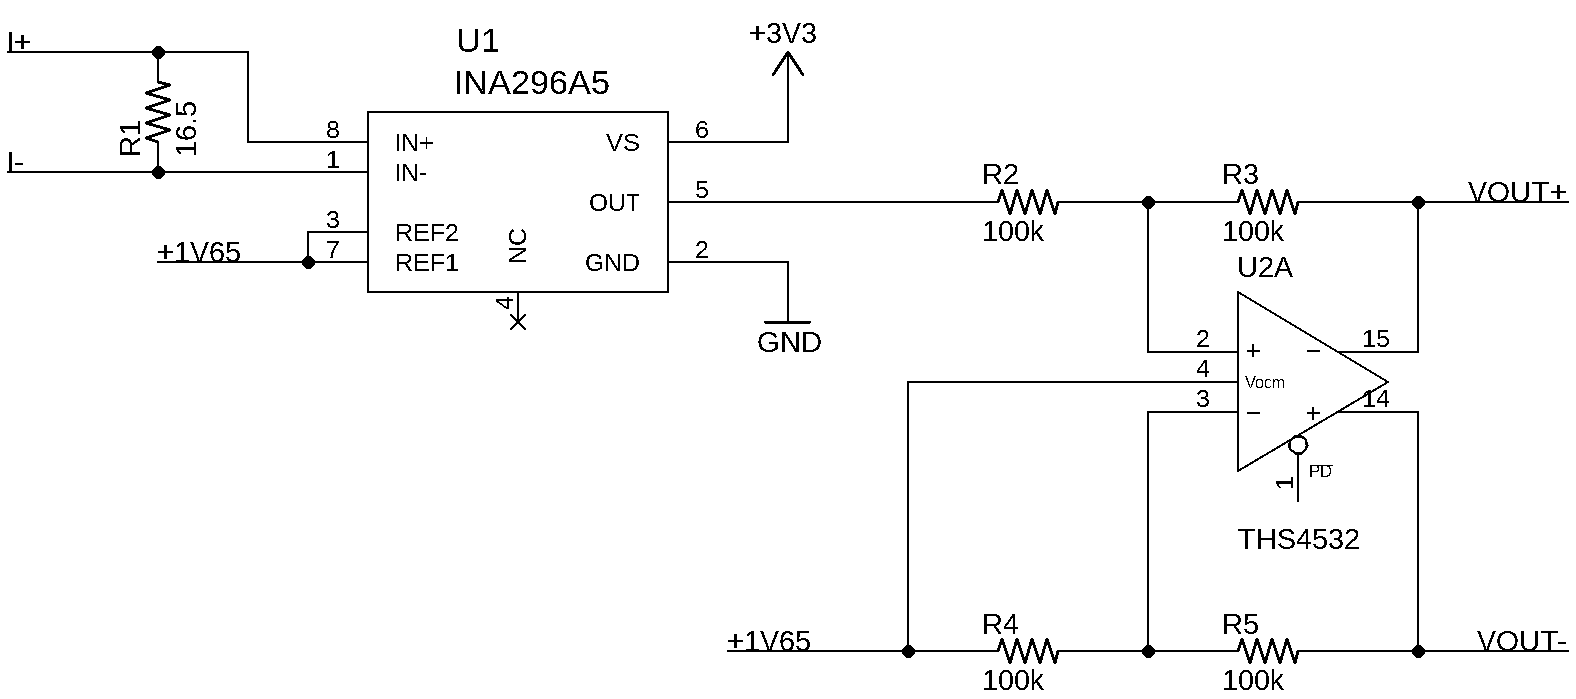 I+
U1
+3V3
INA296A5
R1
16.5
8
IN+
VS
6
I-
1
IN-
R2
R3
5
OUT
VOUT+
3
REF2
NC
100k
100k
+1V65
7
REF1
GND
2
U2A
4
GND
2
+
−
15
4
Vocm
3
−
+
14
1
PD
THS4532
R4
R5
+1V65
VOUT-
100k
100k